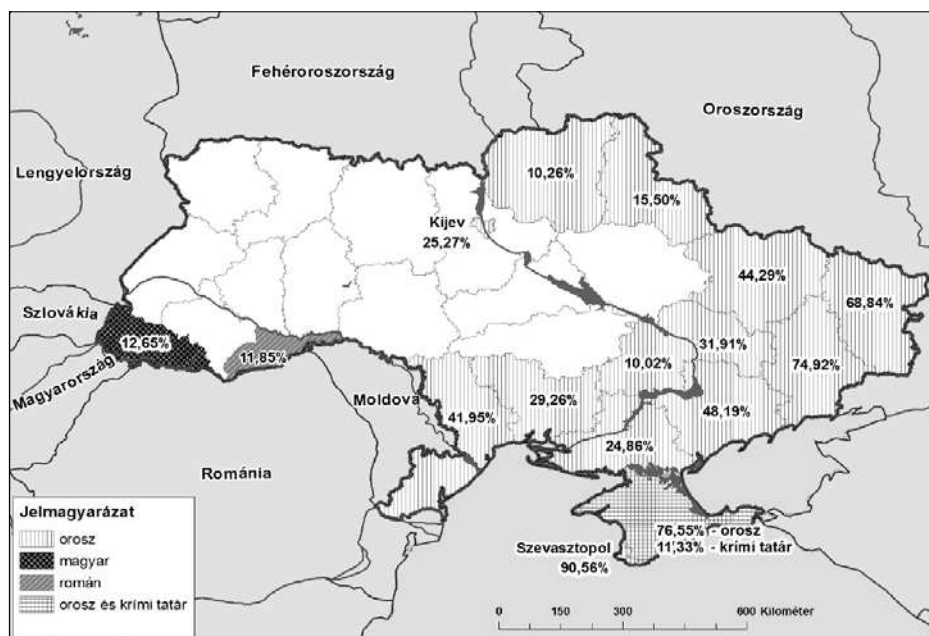 Fehéroroszország
Oroszország
Lengyelország
10,26%
15,50%
Kijev
25,27%
44,29%
68,84%
Szlovákia
12,65%
11,85%
31,91%
10,02%
74,92%
Magyarország
Moldova
29,26%
41,95%
48,19%
24,86%
Románia
Jelmagyarázat
orosz
magyar
román
orosz és krími tatár
76,55% - orosz
11,33% - krími tatár
Szevasztopol
90,56%
0 150 300 600 Kilométer